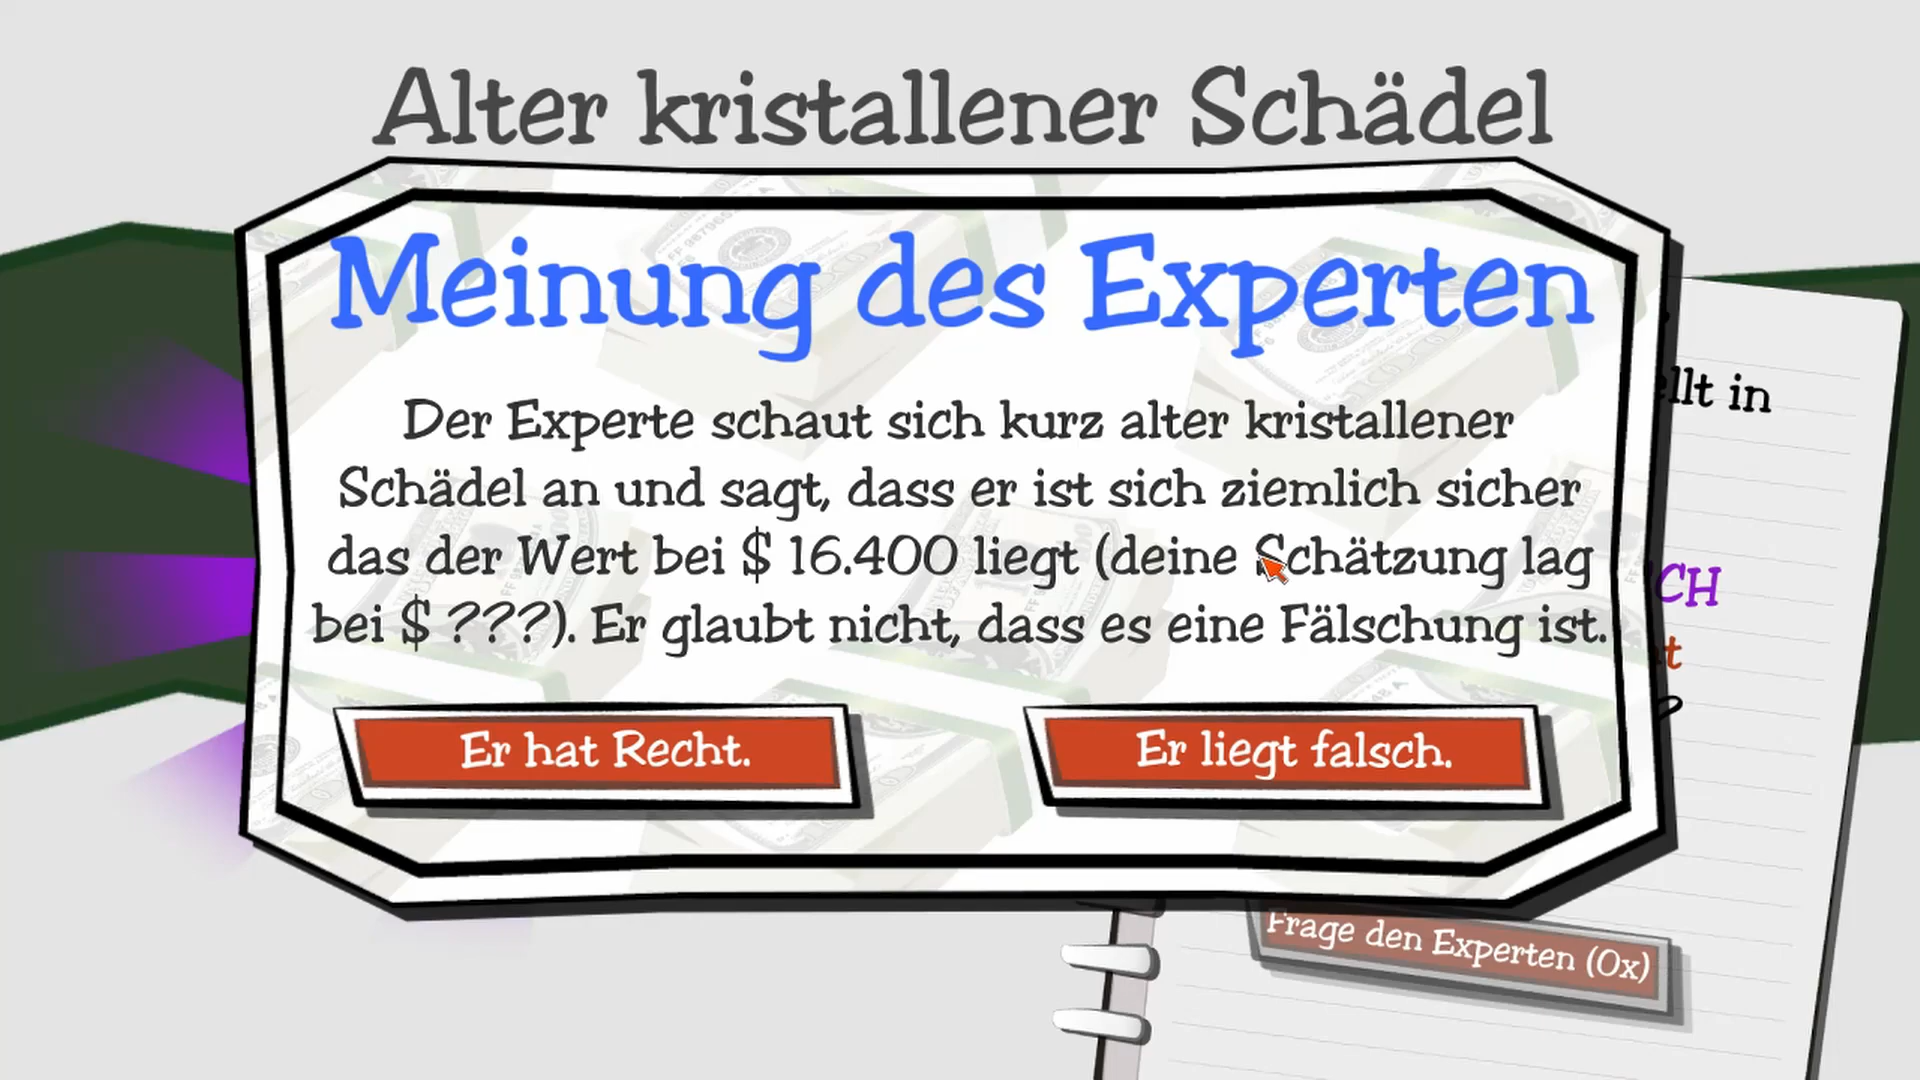 Alter kristallener Schädel
Meinung des Experten
Der Experte schaut sich kurz alter kristallener
Schädel an und sagt, dass er ist sich ziemlich sicher
das der Wert bei $ 16.400 liegt (deine Schätzung lag
bei $ ???). Er glaubt nicht, dass es eine Fälschung ist.
Er hat Recht.
Er liegt falsch.
llt in
CH
t
?
Frage den Experten (0x)